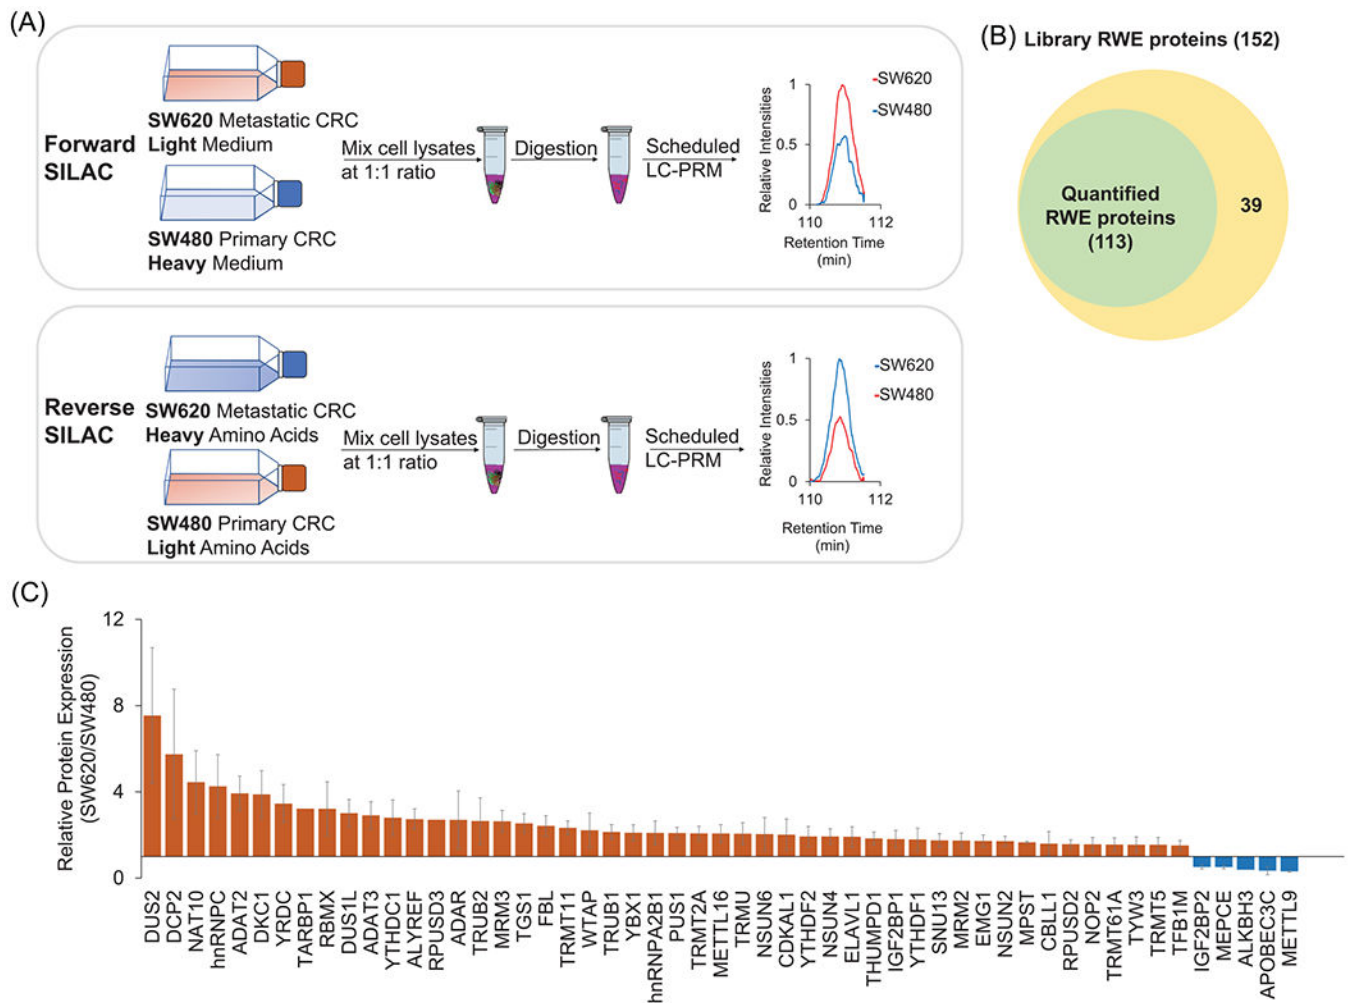 (A)
Forward
SILAC
SW620 Metastatic CRC
Light Medium
SW480 Primary CRC
Heavy Medium
Mix cell lysates
at 1:1 ratio
Digestion
Scheduled
LC-PRM
Relative Intensities
1
0.5
0
110
112
Retention Time
(min)
SW620
SW480
Reverse
SILAC
SW620 Metastatic CRC
Heavy Amino Acids
SW480 Primary CRC
Light Amino Acids
Mix cell lysates
at 1:1 ratio
Digestion
Scheduled
LC-PRM
Relative Intensities
1
0.5
0
110
112
Retention Time
(min)
SW620
SW480
(B)
Library RWE proteins (152)
Quantified
RWE proteins
(113)
39
(C)
Relative Protein Expression
(SW620/SW480)
12
8
4
0
DUS2
DCP2
NAT10
hnRNPC
ADAT2
DKC1
YRDC
TARBP1
RBMX
DUS1L
ADAT3
YTHDC1
ALYREF
RPUSD3
ADAR
TRUB2
MRM3
TGS1
FBL
TRMT11
WTAP
TRUB1
YBX1
hnRNPA2B1
PUS1
TRMT2A
METTL16
TRMU
NSUN6
CDKAL1
YTHDF2
NSUN4
ELAVL1
THUMPD1
IGF2BP1
YTHDF1
SNU13
MRM2
EMG1
NSUN2
MPST
CBLL1
RPUSD2
NOP2
TRMT61A
TYW3
TRMT5
TFB1M
IGF2BP2
MEPCE
ALKBH3
APOBEC3C
METTL9